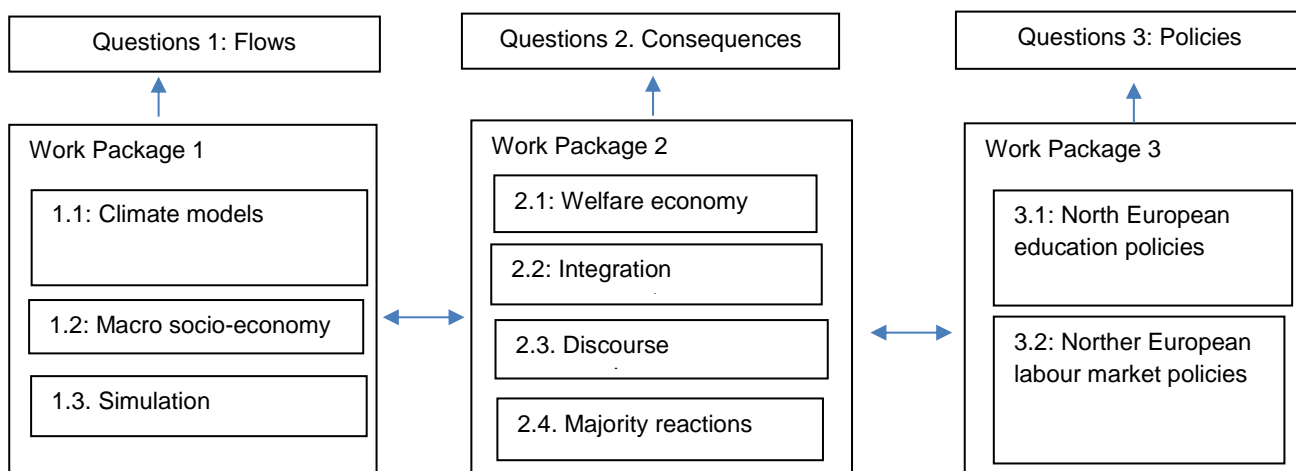 Questions 1: Flows
Questions 2. Consequences
Questions 3: Policies
Work Package 1
1.1: Climate models
1.2: Macro socio-economy
1.3. Simulation
Work Package 2
2.1: Welfare economy
2.2: Integration
2.3. Discourse
2.4. Majority reactions
Work Package 3
3.1: North European
education policies
3.2: Norther European
labour market policies